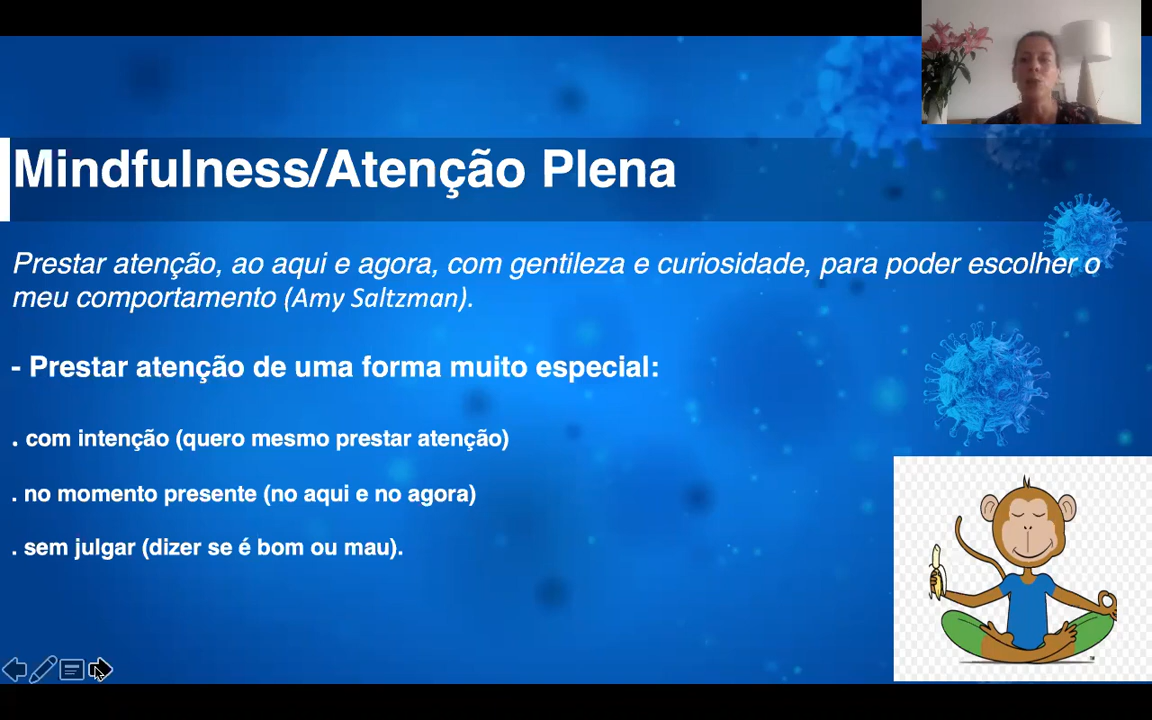 Mindfulness/Atenção Plena
Prestar atenção, ao aqui e agora, com gentileza e curiosidade, para poder escolher o
meu comportamento (Amy Saltzman).
- Prestar atenção de uma forma muito especial:
. com intenção (quero mesmo prestar atenção)
. no momento presente (no aqui e no agora)
. sem julgar (dizer se é bom ou mau).